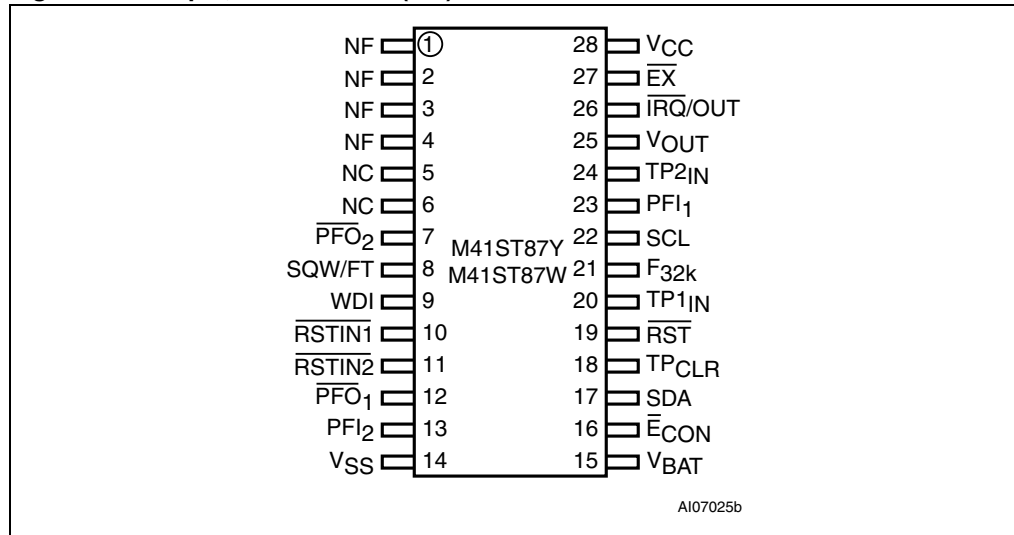 NF 1 28 VCC
NF 2 27 EX
NF 3 26 IRQ/OUT
NF 4 25 VOUT
NC 5 24 TP2IN
NC 6 23 PFI1
PFO2 7 22 SCL
SQW/FT 8 21 F32k
WDI 9 20 TP1IN
RSTIN1 10 19 RST
RSTIN2 11 18 TPCLR
PFO1 12 17 SDA
PFI2 13 16 ECON
VSS 14 15 VBAT
M41ST87Y
M41ST87W
AI07025b